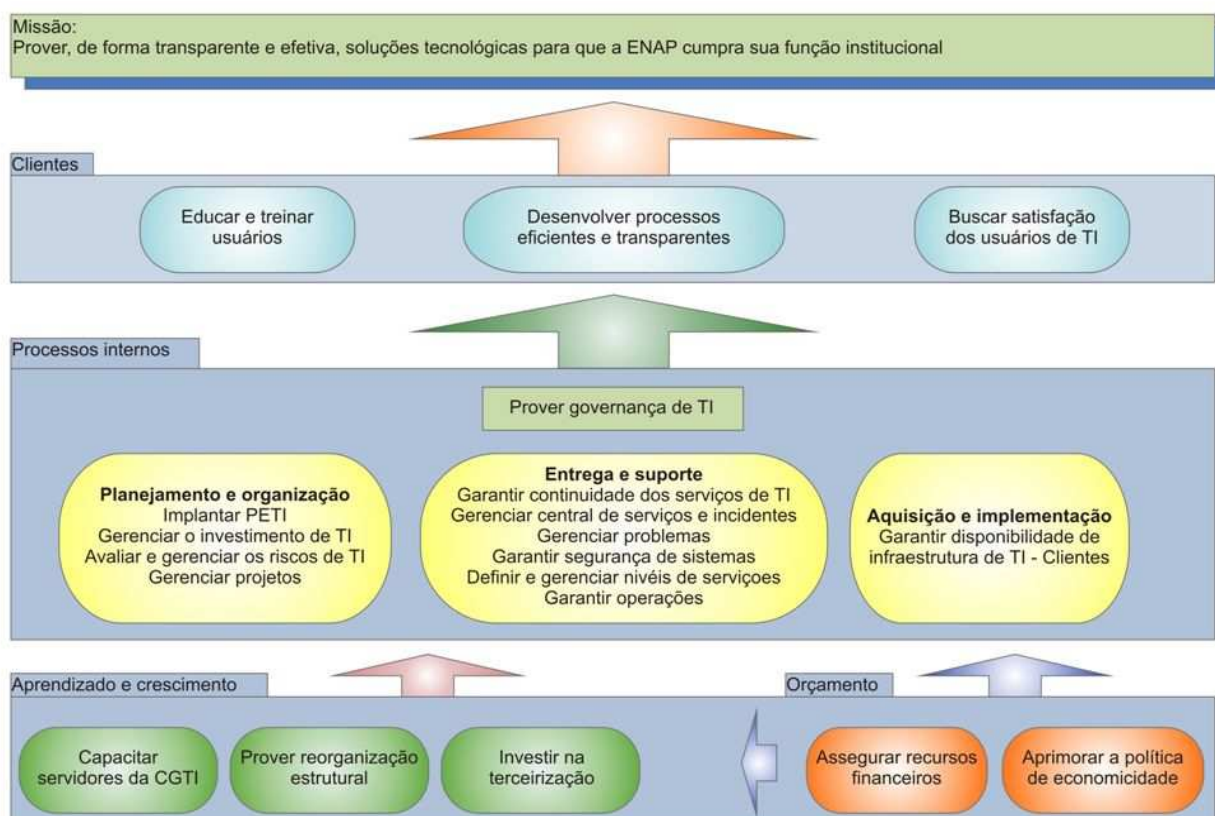 Missão:
Prover, de forma transparente e efetiva, soluções tecnológicas para que a ENAP cumpra sua função institucional
Clientes
Educar e treinar
usuários
Desenvolver processos
eficientes e transparentes
Buscar satisfação
dos usuários de TI
Processos internos
Prover governança de TI
Planejamento e organização
Implantar PETI
Gerenciar o investimento de TI
Avaliar e gerenciar os riscos de TI
Gerenciar projetos
Entrega e suporte
Garantir continuidade dos serviços de TI
Gerenciar central de serviços e incidentes
Gerenciar problemas
Garantir segurança de sistemas
Definir e gerenciar nivéis de serviçoes
Garantir operações
Aquisição e implementação
Garantir disponibilidade de
infraestrutura de TI - Clientes
Aprendizado e crescimento
Capacitar
servidores da CGTI
Prover reorganização
estrutural
Investir na
terceirização
Orçamento
Assegurar recursos
financeiros
Aprimorar a política
de economicidade